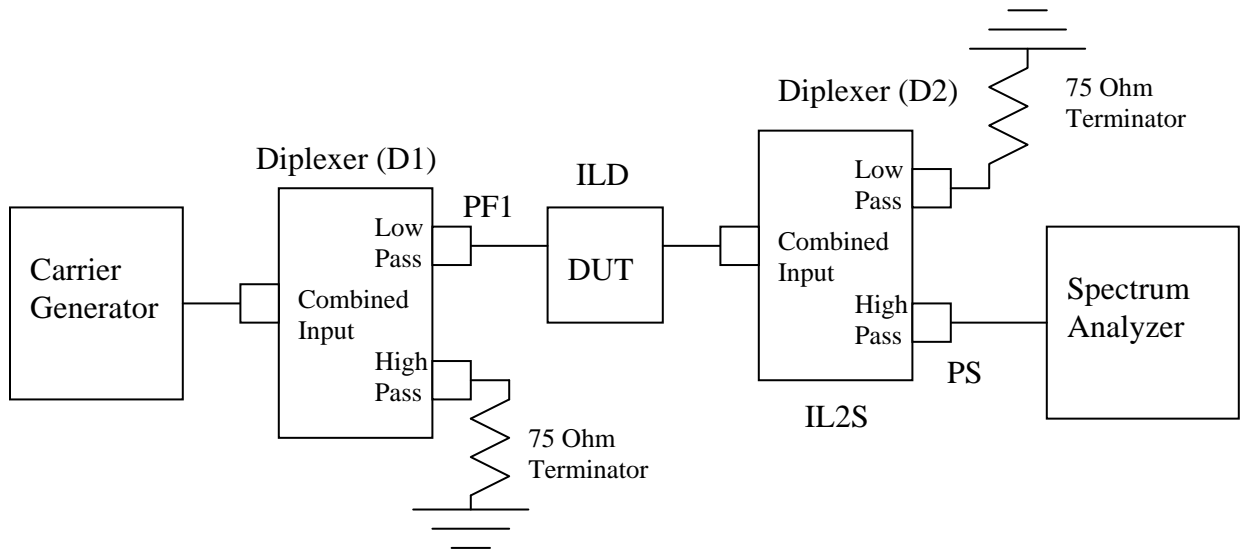 75 Ohm
Terminator
Diplexer (D2)
Diplexer (D1)
ILD
Low
Pass
PF1
Low
Pass
Combined
Input
DUT
Carrier
Generator
Combined
Input
Spectrum
Analyzer
High
Pass
High
Pass
PS
IL2S
75 Ohm
Terminator